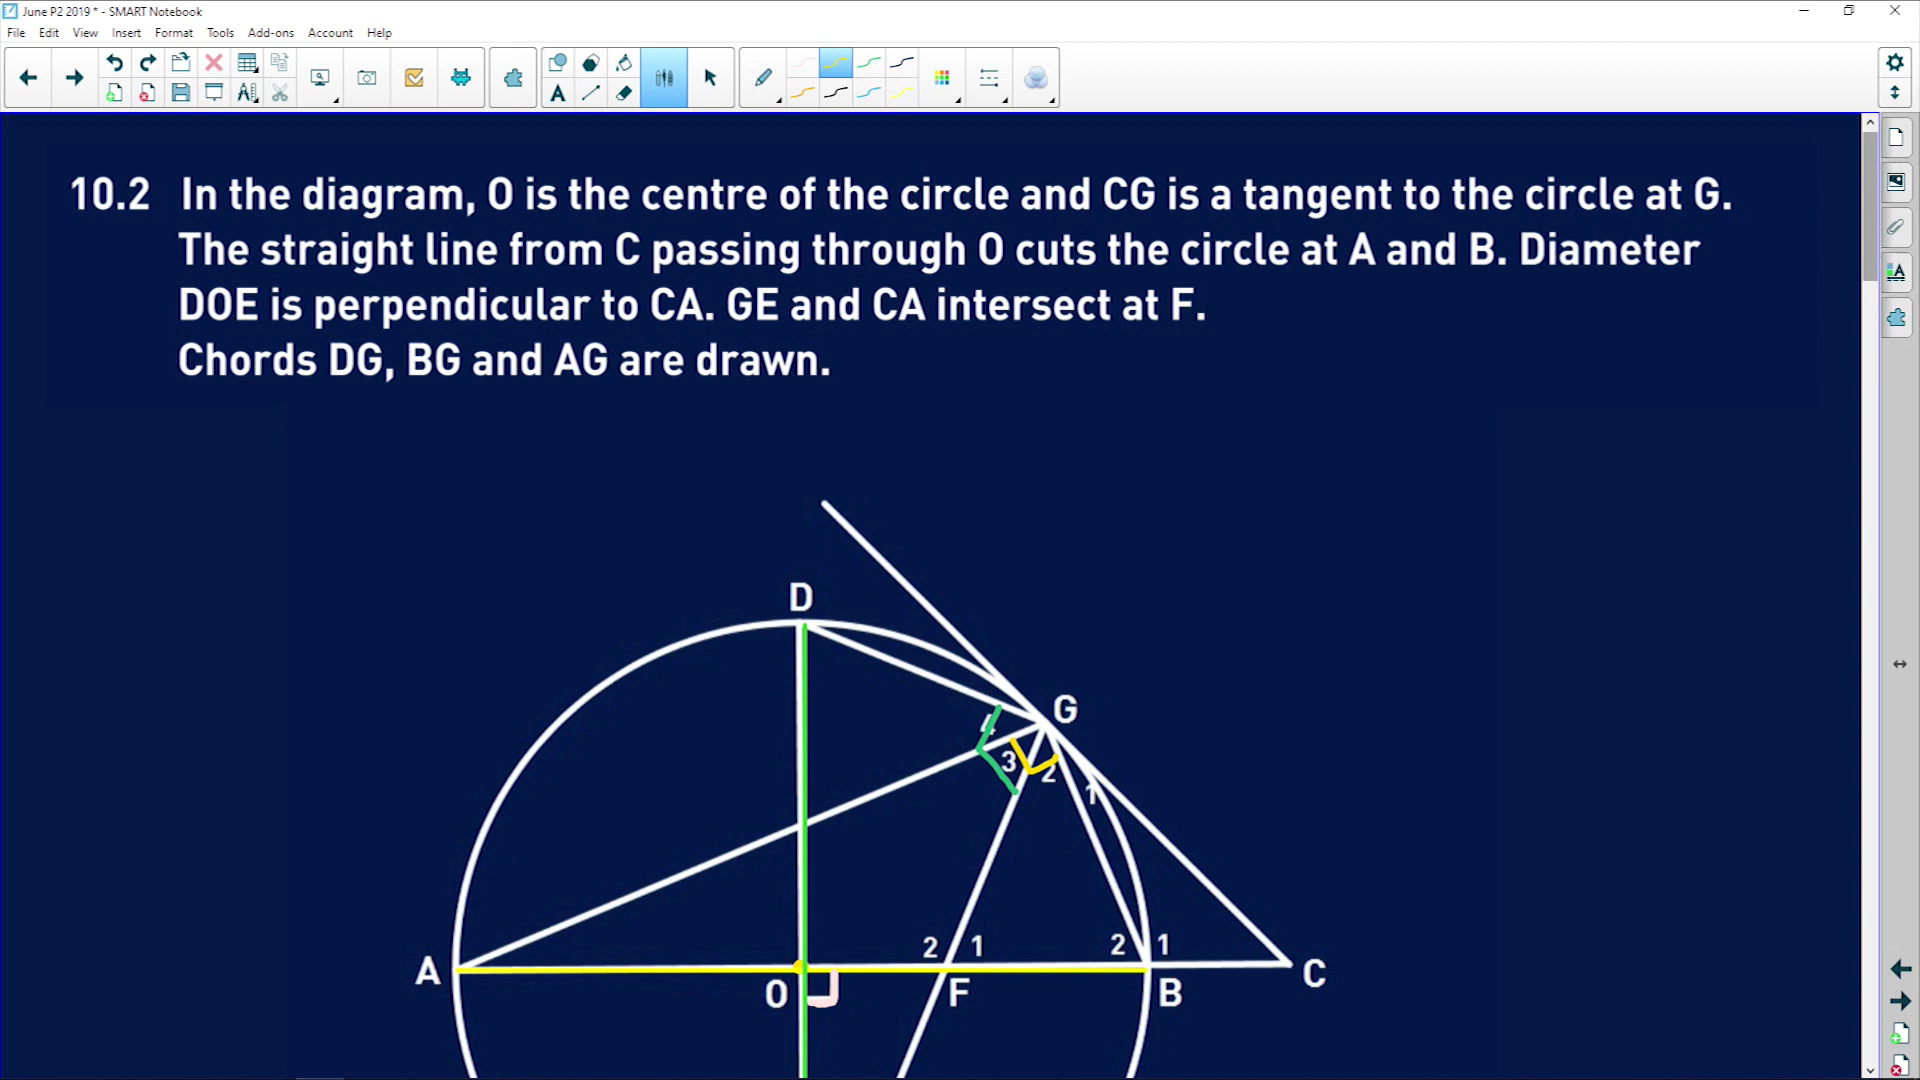 June P2 2019 * - SMART Notebook
File Edit View Insert Format Tools Add-ons Account Help
10.2 In the diagram, O is the centre of the circle and CG is a tangent to the circle at G.
The straight line from C passing through O cuts the circle at A and B. Diameter
DOE is perpendicular to CA. GE and CA intersect at F.
Chords DG, BG and AG are drawn.
D
G
4
3 2
1
2 1 2 1
A O F B C